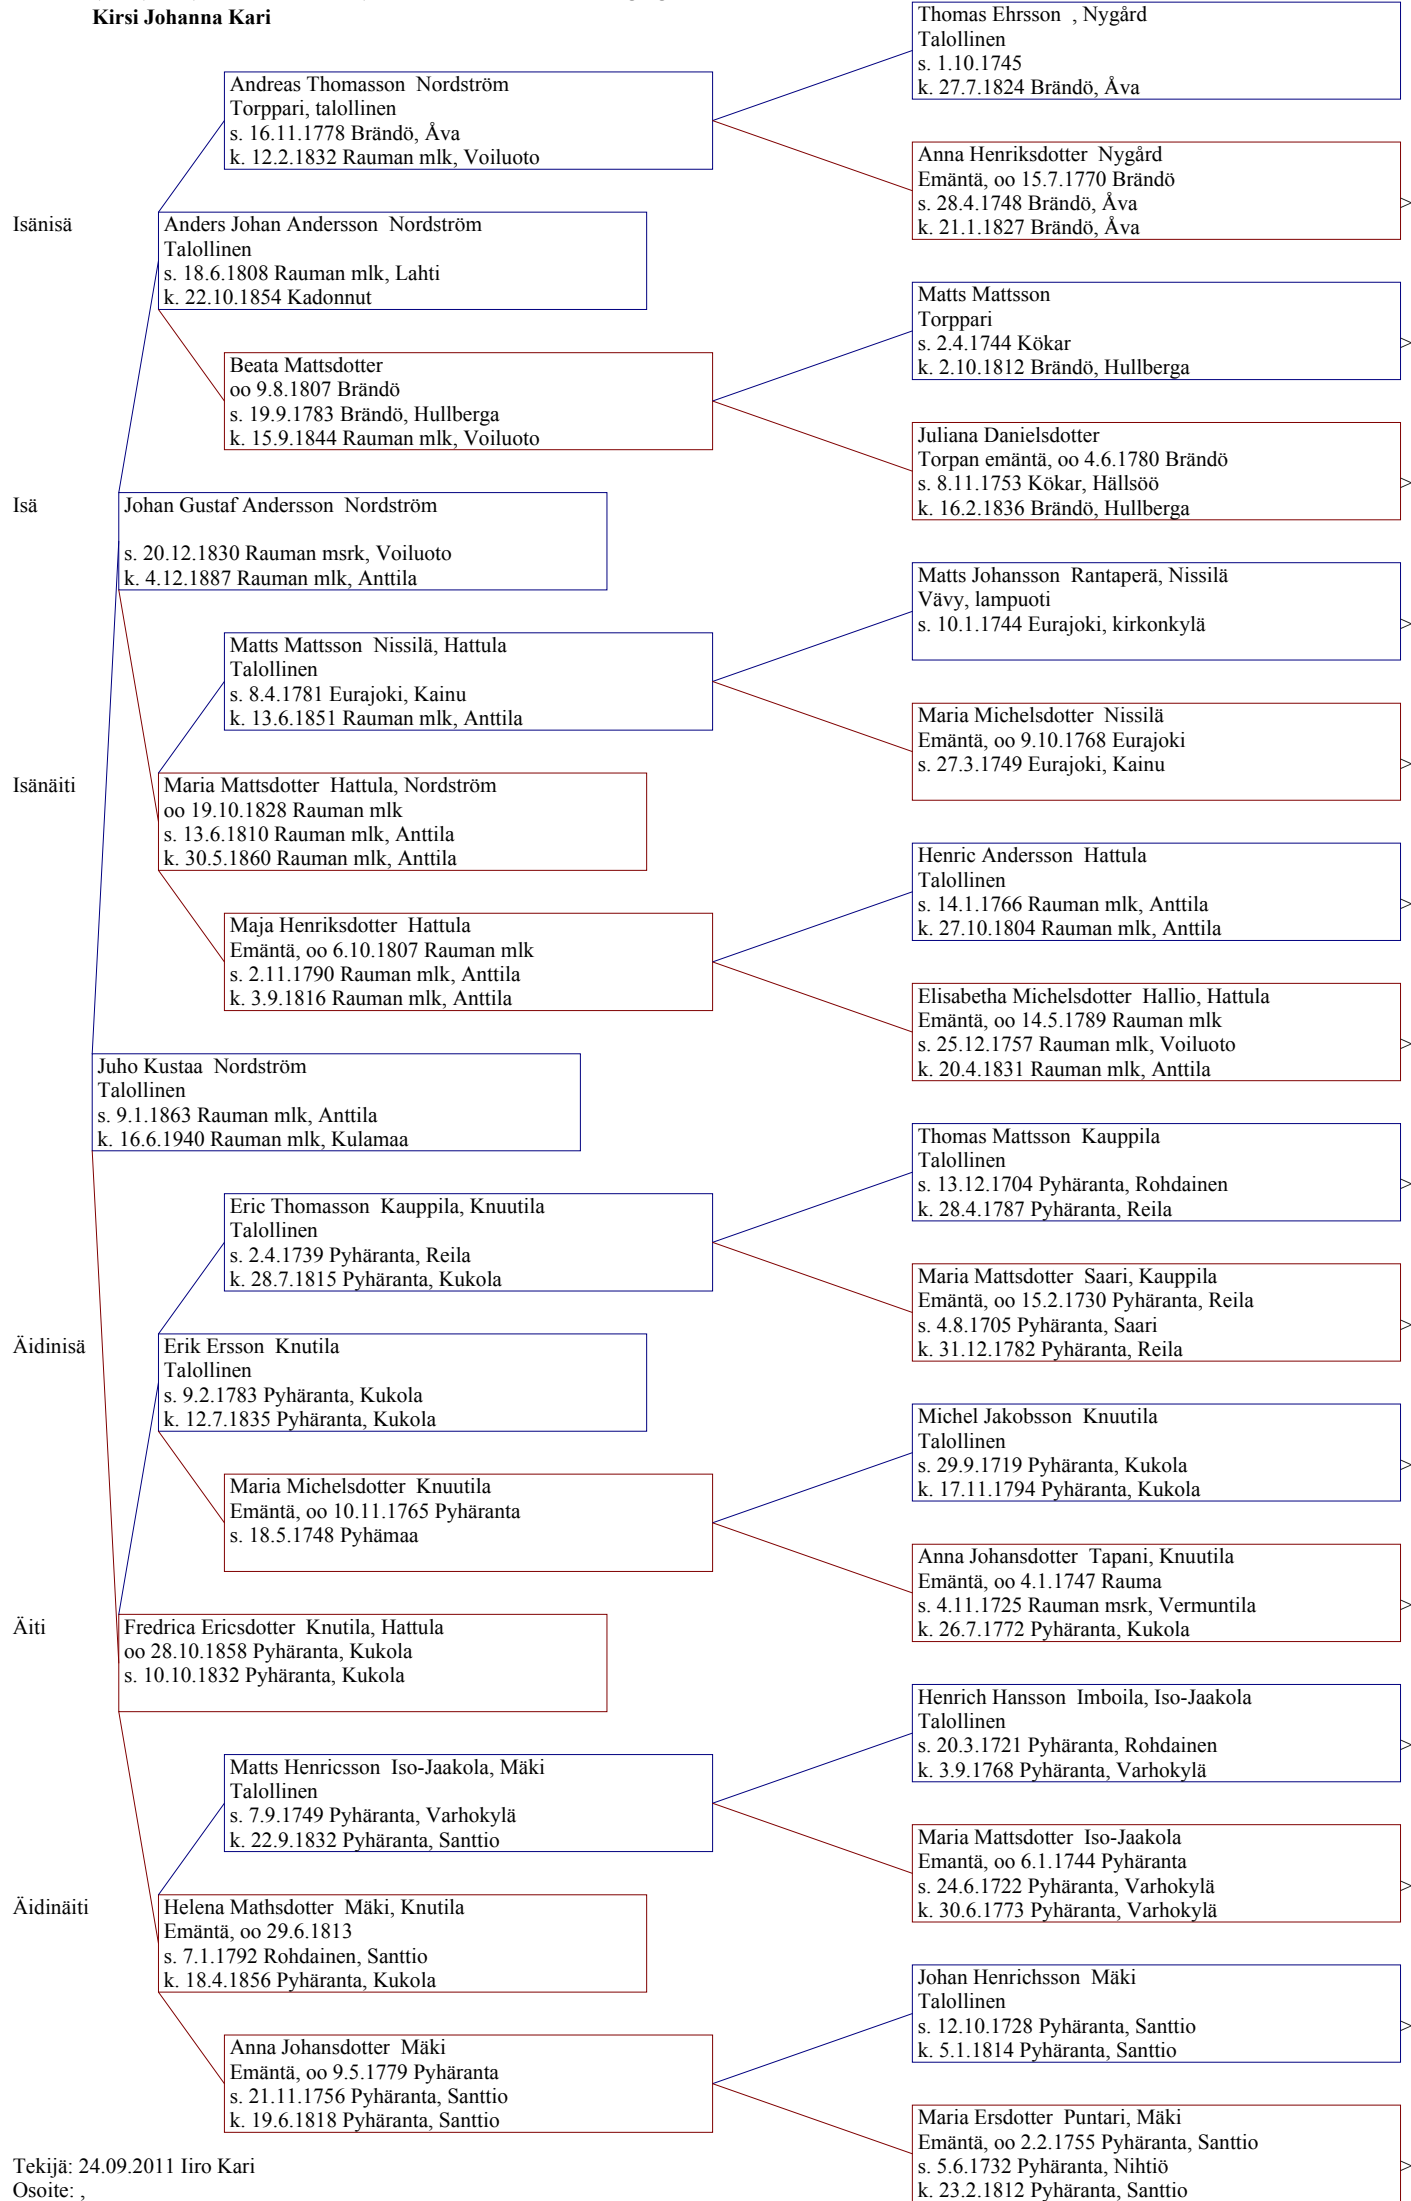 Kirsi Johanna Kari
Thomas Ehrsson , Nygård
Talollinen
s. 1.10.1745
k. 27.7.1824 Brändö, Åva
Andreas Thomasson Nordström
Torppari, talollinen
s. 16.11.1778 Brändö, Åva
k. 12.2.1832 Rauman mlk, Voiluoto
Anna Henriksdotter Nygård
Emäntä, oo 15.7.1770 Brändö
s. 28.4.1748 Brändö, Åva
k. 21.1.1827 Brändö, Åva
>
Isänisä
Anders Johan Andersson Nordström
Talollinen
s. 18.6.1808 Rauman mlk, Lahti
k. 22.10.1854 Kadonnut
Matts Mattsson
Torppari
s. 2.4.1744 Kökar
k. 2.10.1812 Brändö, Hullberga
>
Beata Mattsdotter
oo 9.8.1807 Brändö
s. 19.9.1783 Brändö, Hullberga
k. 15.9.1844 Rauman mlk, Voiluoto
Juliana Danielsdotter
Torpan emäntä, oo 4.6.1780 Brändö
s. 8.11.1753 Kökar, Hällsöö
k. 16.2.1836 Brändö, Hullberga
>
Isä
Johan Gustaf Andersson Nordström
s. 20.12.1830 Rauman msrk, Voiluoto
k. 4.12.1887 Rauman mlk, Anttila
Matts Johansson Rantaperä, Nissilä
Vävy, lampuoti
s. 10.1.1744 Eurajoki, kirkonkylä
>
Matts Mattsson Nissilä, Hattula
Talollinen
s. 8.4.1781 Eurajoki, Kainu
k. 13.6.1851 Rauman mlk, Anttila
Maria Michelsdotter Nissilä
Emäntä, oo 9.10.1768 Eurajoki
s. 27.3.1749 Eurajoki, Kainu
>
Isänäiti
Maria Mattsdotter Hattula, Nordström
oo 19.10.1828 Rauman mlk
s. 13.6.1810 Rauman mlk, Anttila
k. 30.5.1860 Rauman mlk, Anttila
Henric Andersson Hattula
Talollinen
s. 14.1.1766 Rauman mlk, Anttila
k. 27.10.1804 Rauman mlk, Anttila
>
Maja Henriksdotter Hattula
Emäntä, oo 6.10.1807 Rauman mlk
s. 2.11.1790 Rauman mlk, Anttila
k. 3.9.1816 Rauman mlk, Anttila
Elisabetha Michelsdotter Hallio, Hattula
Emäntä, oo 14.5.1789 Rauman mlk
s. 25.12.1757 Rauman mlk, Voiluoto
k. 20.4.1831 Rauman mlk, Anttila
>
Juho Kustaa Nordström
Talollinen
s. 9.1.1863 Rauman mlk, Anttila
k. 16.6.1940 Rauman mlk, Kulamaa
Thomas Mattsson Kauppila
Talollinen
s. 13.12.1704 Pyhäranta, Rohdainen
k. 28.4.1787 Pyhäranta, Reila
>
Eric Thomasson Kauppila, Knuutila
Talollinen
s. 2.4.1739 Pyhäranta, Reila
k. 28.7.1815 Pyhäranta, Kukola
Maria Mattsdotter Saari, Kauppila
Emäntä, oo 15.2.1730 Pyhäranta, Reila
s. 4.8.1705 Pyhäranta, Saari
k. 31.12.1782 Pyhäranta, Reila
>
Äidinisä
Erik Ersson Knutila
Talollinen
s. 9.2.1783 Pyhäranta, Kukola
k. 12.7.1835 Pyhäranta, Kukola
Michel Jakobsson Knuutila
Talollinen
s. 29.9.1719 Pyhäranta, Kukola
k. 17.11.1794 Pyhäranta, Kukola
>
Maria Michelsdotter Knuutila
Emäntä, oo 10.11.1765 Pyhäranta
s. 18.5.1748 Pyhämaa
Anna Johansdotter Tapani, Knuutila
Emäntä, oo 4.1.1747 Rauma
s. 4.11.1725 Rauman msrk, Vermuntila
k. 26.7.1772 Pyhäranta, Kukola
>
Äiti
Fredrica Ericsdotter Knutila, Hattula
oo 28.10.1858 Pyhäranta, Kukola
s. 10.10.1832 Pyhäranta, Kukola
Henrich Hansson Imboila, Iso-Jaakola
Talollinen
s. 20.3.1721 Pyhäranta, Rohdainen
k. 3.9.1768 Pyhäranta, Varhokylä
>
Matts Henricsson Iso-Jaakola, Mäki
Talollinen
s. 7.9.1749 Pyhäranta, Varhokylä
k. 22.9.1832 Pyhäranta, Santtio
Maria Mattsdotter Iso-Jaakola
Emantä, oo 6.1.1744 Pyhäranta
s. 24.6.1722 Pyhäranta, Varhokylä
k. 30.6.1773 Pyhäranta, Varhokylä
>
Äidinäiti
Helena Mathsdotter Mäki, Knutila
Emäntä, oo 29.6.1813
s. 7.1.1792 Rohdainen, Santtio
k. 18.4.1856 Pyhäranta, Kukola
Johan Henrichsson Mäki
Talollinen
s. 12.10.1728 Pyhäranta, Santtio
k. 5.1.1814 Pyhäranta, Santtio
>
Anna Johansdotter Mäki
Emäntä, oo 9.5.1779 Pyhäranta
s. 21.11.1756 Pyhäranta, Santtio
k. 19.6.1818 Pyhäranta, Santtio
Maria Ersdotter Puntari, Mäki
Emäntä, oo 2.2.1755 Pyhäranta, Santtio
s. 5.6.1732 Pyhäranta, Nihtiö
k. 23.2.1812 Pyhäranta, Santtio
>
Tekijä: 24.09.2011 Iiro Kari
Osoite: ,